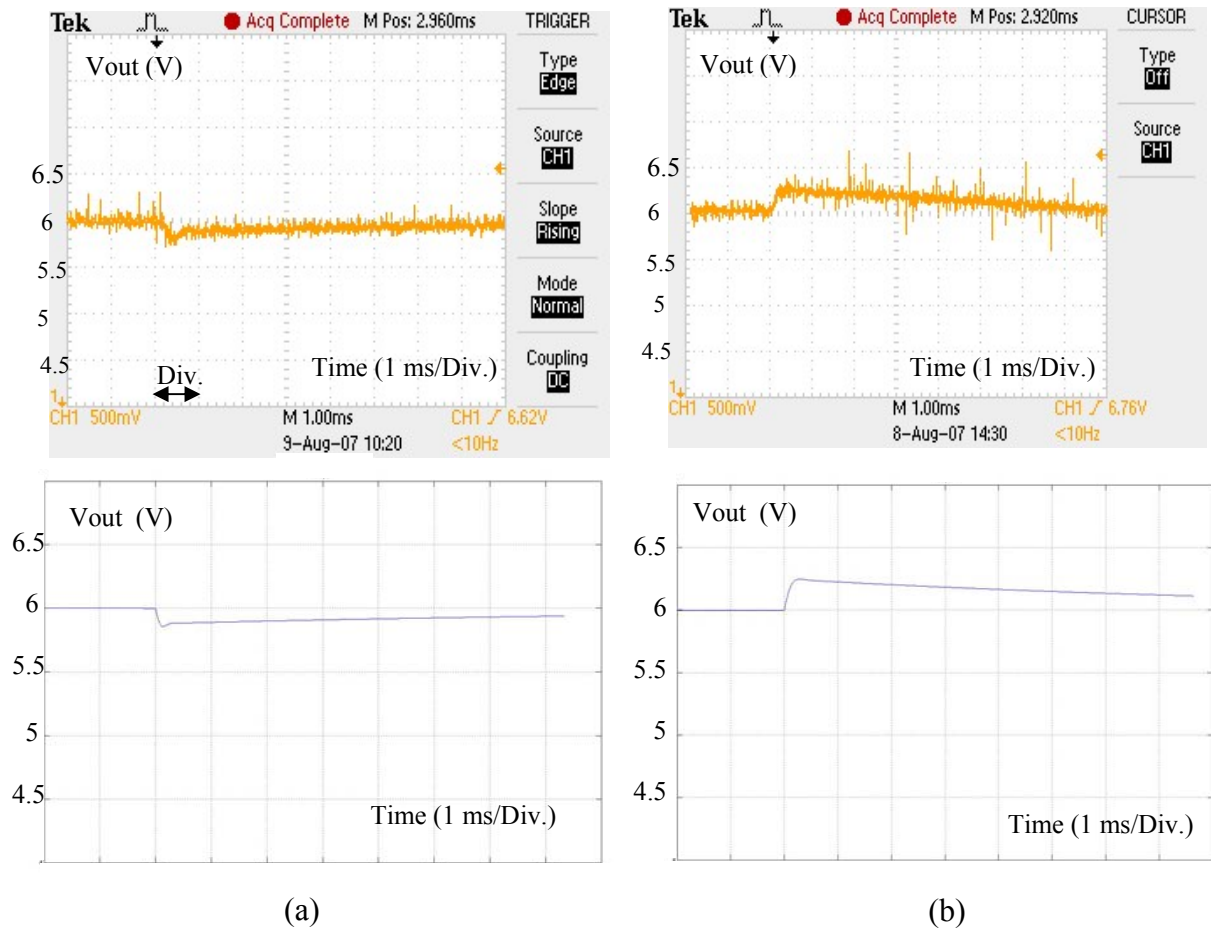 Tek
Acq Complete
M Pos: 2.960ms
TRIGGER
Vout (V)
Type
Edge
Source
CH1
Slope
Rising
Mode
Normal
Coupling
DC
6.5
6
5.5
5
4.5
Div.
Time (1 ms/Div.)
1
CH1 500mV
M 1.00ms
CH1 / 6.62V
9-Aug-07 10:20
<10Hz
Tek
Acq Complete
M Pos: 2.920ms
CURSOR
Vout (V)
Type
Off
Source
CH1
6.5
6
5.5
5
4.5
Time (1 ms/Div.)
1
CH1 500mV
M 1.00ms
CH1 / 6.76V
8-Aug-07 14:30
<10Hz
Vout (V)
6.5
6
5.5
5
4.5
Time (1 ms/Div.)
(a)
Vout (V)
6.5
6
5.5
5
4.5
Time (1 ms/Div.)
(b)